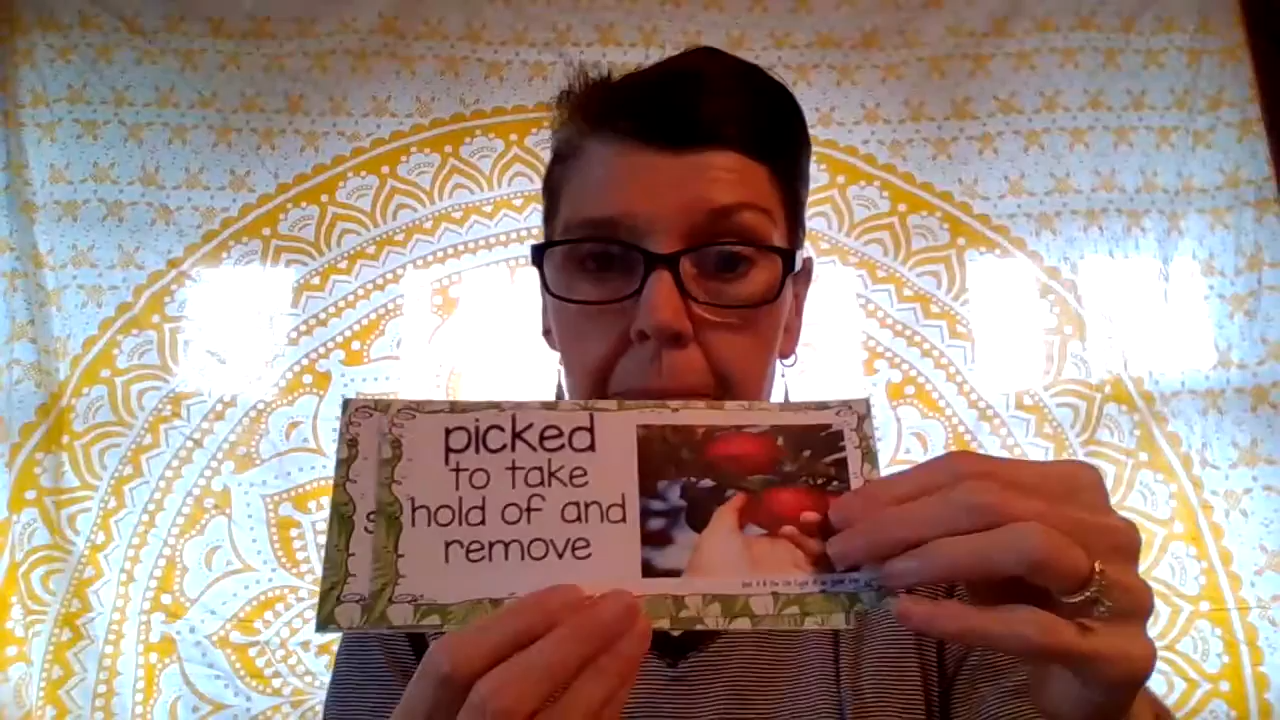 picked
to take
hold of and
remove